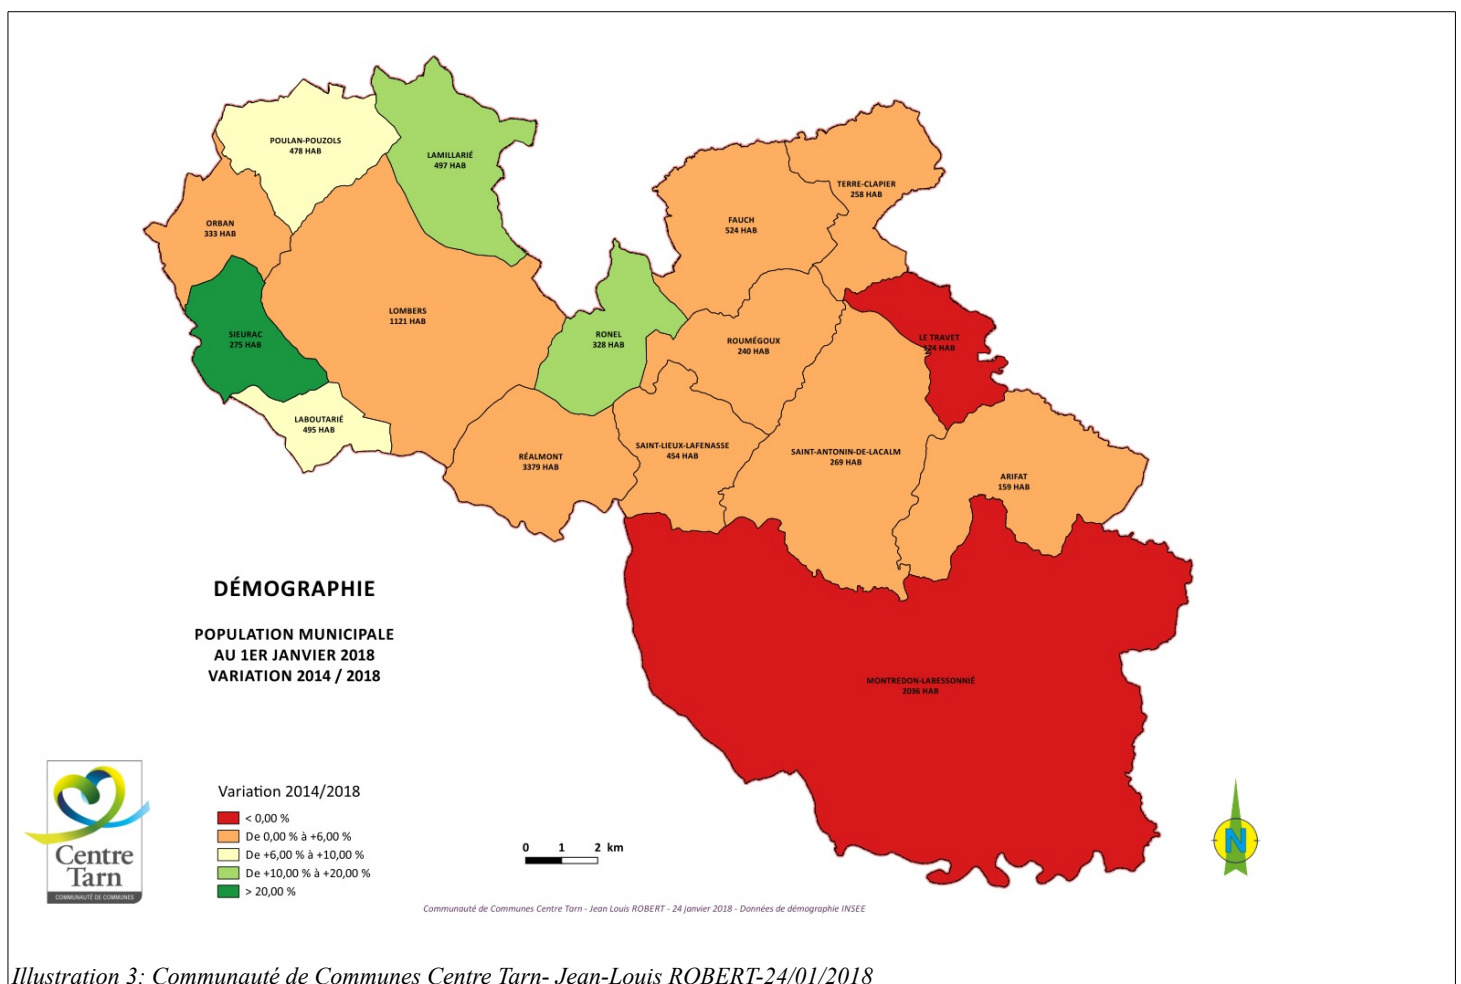 POULAN-POUZOLS
478 HAB
LAMILLARIÉ
497 HAB
TERRE-CLAPIER
258 HAB
ORBAN
333 HAB
FAUCH
524 HAB
LOMBERS
1121 HAB
SIEURAC
275 HAB
RONEL
328 HAB
ROUMÉGOUX
240 HAB
LE TRAVET
124 HAB
LABOUTARIÉ
495 HAB
RÉALMONT
3379 HAB
SAINT-LIEUX-LAFENASSE
454 HAB
SAINT-ANTONIN-DE-LACALM
269 HAB
ARIFAT
159 HAB
MONTREDON-LABESSONNIÉ
2036 HAB
DÉMOGRAPHIE
POPULATION MUNICIPALE
AU 1ER JANVIER 2018
VARIATION 2014 / 2018
Variation 2014/2018
< 0,00 %
De 0,00 % à +6,00 %
De +6,00 % à +10,00 %
De +10,00 % à +20,00 %
> 20,00 %
0 1 2 km
N
Centre
Tarn
COMMUNAUTÉ DE COMMUNES
Communauté de Communes Centre Tarn - Jean Louis ROBERT - 24 janvier 2018 - Données de démographie INSEE
Illustration 3: Communauté de Communes Centre Tarn- Jean-Louis ROBERT-24/01/2018